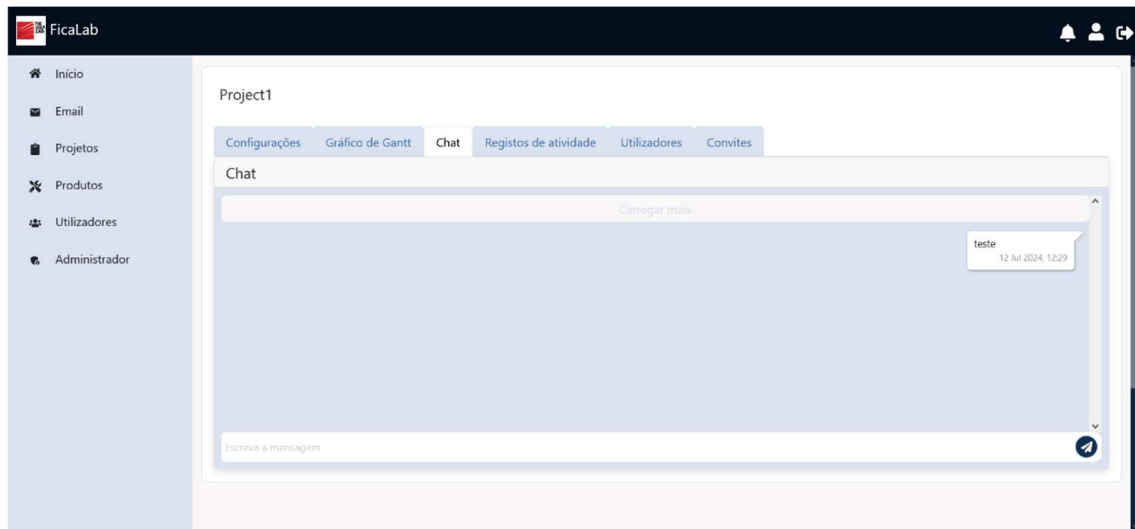 FicaLab
Início
Email
Projetos
Produtos
Utilizadores
Administrador
Project1
Configurações Gráfico de Gantt Chat Registos de atividade Utilizadores Convites
Chat
Carregar mais
teste
12 Jul 2024, 12:29
Escreva a mensagem